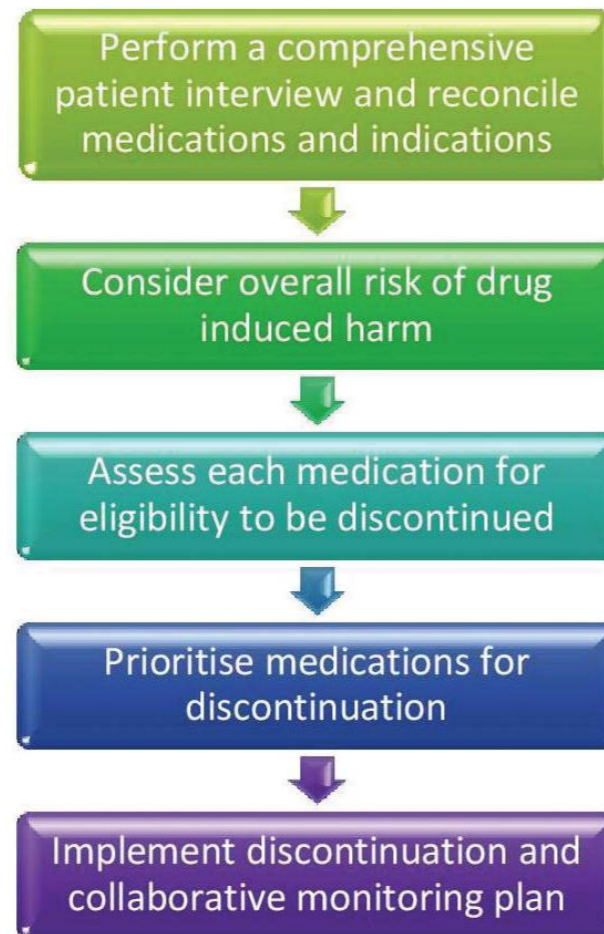 Perform a comprehensive
patient interview and reconcile
medications and indications
Consider overall risk of drug
induced harm
Assess each medication for
eligibility to be discontinued
Prioritise medications for
discontinuation
Implement discontinuation and
collaborative monitoring plan